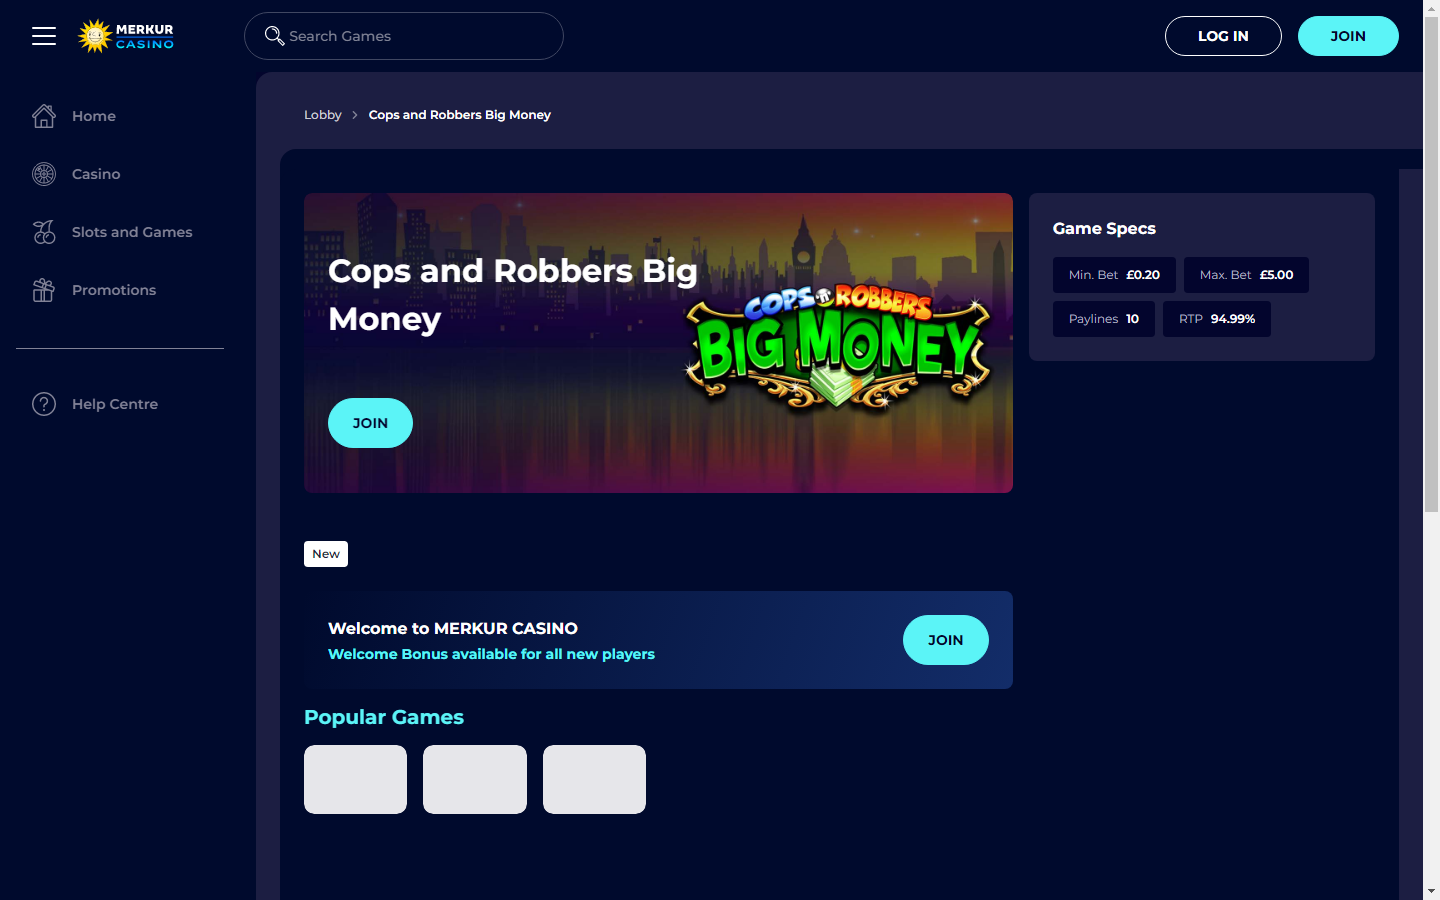 MERKUR
CASINO
Search Games
LOG IN
JOIN
Home
Casino
Slots and Games
Promotions
Help Centre
Lobby
Cops and Robbers Big Money
Cops and Robbers Big
Money
COPS n ROBBERS
BIG MONEY
JOIN
Game Specs
Min. Bet £0.20
Max. Bet £5.00
Paylines 10
RTP 94.99%
New
Welcome to MERKUR CASINO
Welcome Bonus available for all new players
JOIN
Popular Games